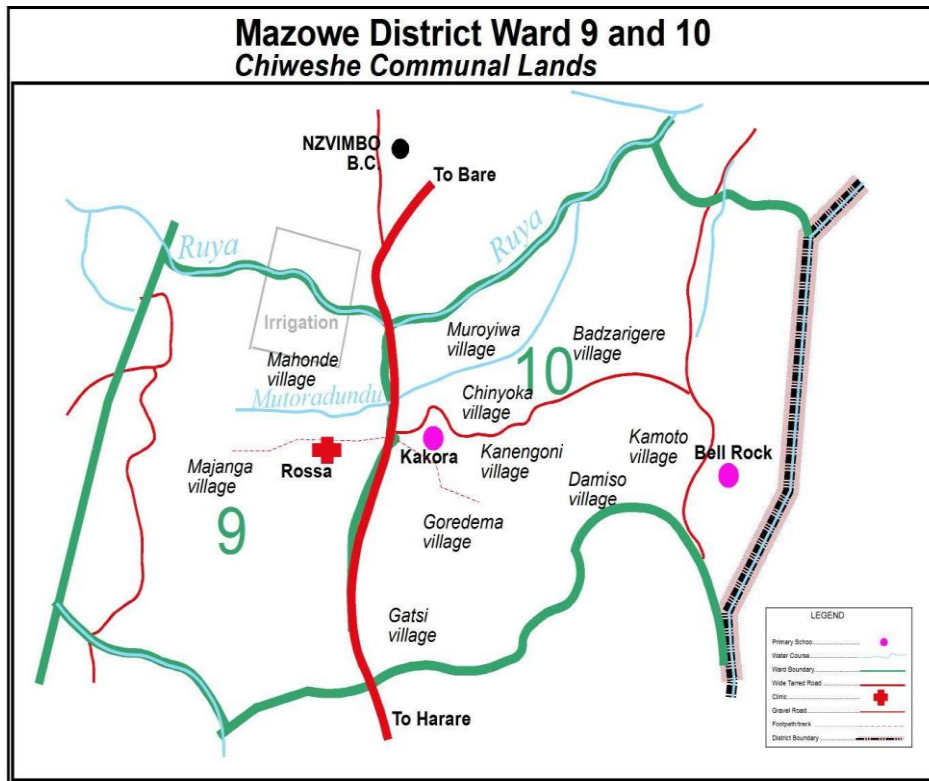 Mazowe District Ward 9 and 10
Chiweshe Communal Lands
NZVIMBO
B.C.
To Bare
Ruya
Ruya
Irrigation
Mahonde
village
Muroyiwa
village
Badzarigere
village
10
Mutoradundu
Chinyoka
village
Majanga
village
Rossa
Kakora
Kanengoni
village
Kamoto
village
Bell Rock
Damiso
village
9
Goredema
village
Gatsi
village
To Harare
LEGEND
Primary Schoo
Water Course
Ward Boundary
Wide Tarred Road
Clinic
Gravel Road
Footpath/track
District Boundary